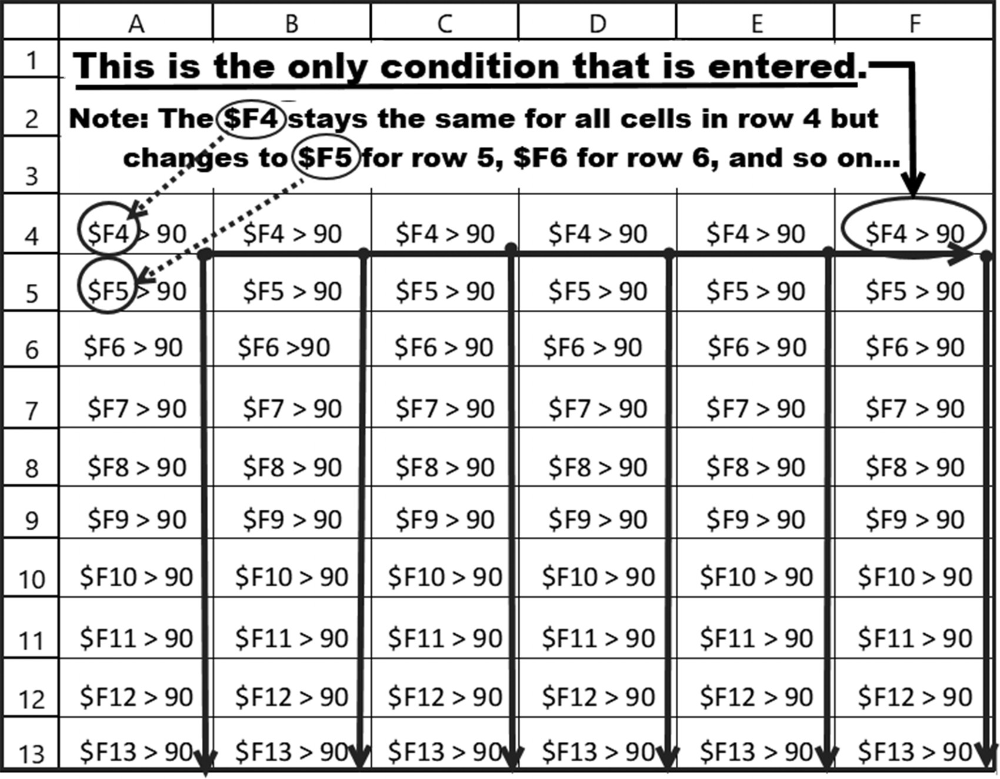 A B C D E F
1 This is the only condition that is entered.
2 Note: The $F4 stays the same for all cells in row 4 but
3 changes to $F5 for row 5, $F6 for row 6, and so on...
4 $F4 > 90 $F4 > 90 $F4 > 90 $F4 > 90 $F4 > 90 $F4 > 90
5 $F5 > 90 $F5 > 90 $F5 > 90 $F5 > 90 $F5 > 90 $F5 > 90
6 $F6 > 90 $F6 >90 $F6 > 90 $F6 > 90 $F6 > 90 $F6 > 90
7 $F7 > 90 $F7 > 90 $F7 > 90 $F7 > 90 $F7 > 90 $F7 > 90
8 $F8 > 90 $F8 > 90 $F8 > 90 $F8 > 90 $F8 > 90 $F8 > 90
9 $F9 > 90 $F9 > 90 $F9 > 90 $F9 > 90 $F9 > 90 $F9 > 90
10 $F10 > 90 $F10 > 90 $F10 > 90 $F10 > 90 $F10 > 90 $F10 > 90
11 $F11 > 90 $F11 > 90 $F11 > 90 $F11 > 90 $F11 > 90 $F11 > 90
12 $F12 > 90 $F12 > 90 $F12 > 90 $F12 > 90 $F12 > 90 $F12 > 90
13 $F13 > 90 $F13 > 90 $F13 > 90 $F13 > 90 $F13 > 90 $F13 > 90